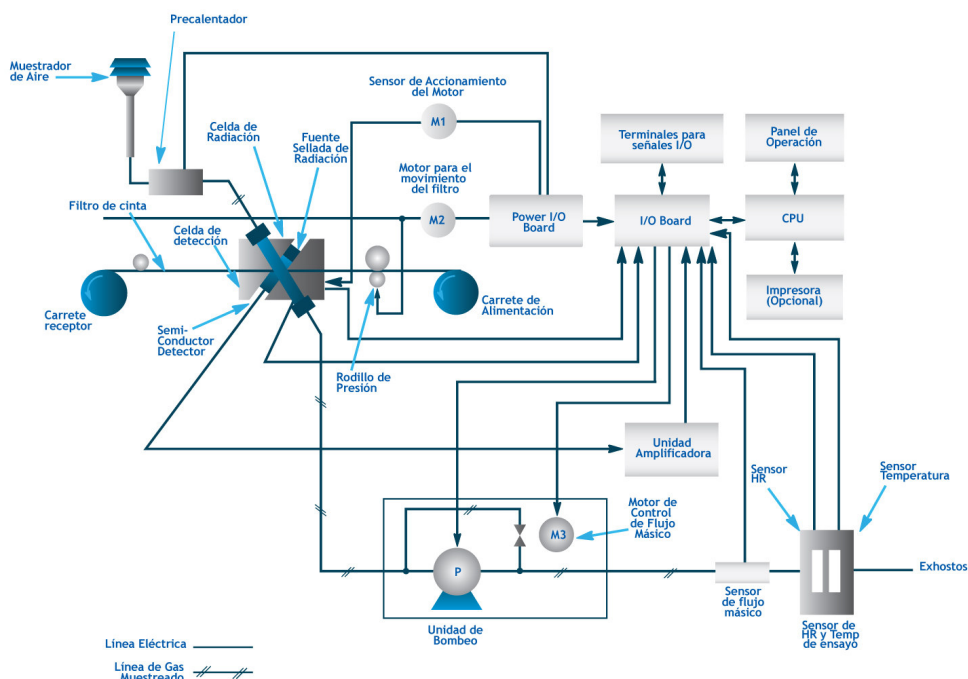 Precalentador
Muestrador
de Aire
Sensor de Accionamiento
del Motor
M1
Celda de
Radiación
Fuente
Sellada de
Radiación
Motor para el
movimiento
del filtro
M2
Terminales para
señales I/O
Panel de
Operación
Power I/O
Board
I/O Board
CPU
Filtro de cinta
Celda de
detección
Impresora
(Opcional)
Carrete
receptor
Carrete de
Alimentación
Semi-
Conductor
Detector
Rodillo de
Presión
Unidad
Amplificadora
Sensor
HR
Sensor
Temperatura
Motor de
Control
de Flujo
Másico
M3
P
Exhostos
Unidad de
Bombeo
Sensor
de flujo
másico
Sensor de
HR y Temp
de ensayo
Línea Eléctrica
Línea de Gas
Muestreado